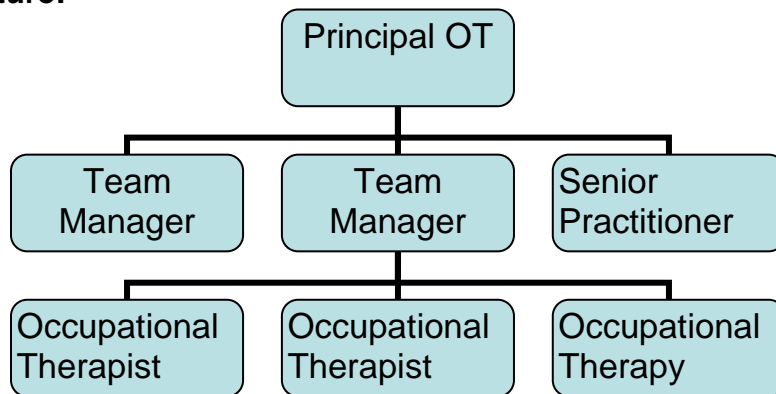 Principal OT
Team
Manager
Team
Manager
Senior
Practitioner
Occupational
Therapist
Occupational
Therapist
Occupational
Therapy